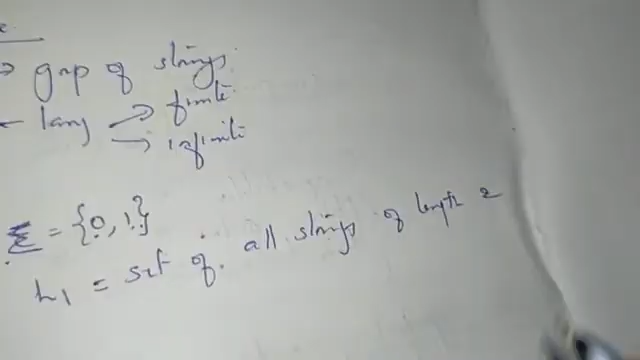 → grp of strings
← lang → finite
→ infinite
Σ = {0, 1}
L1 = set of all strings of length 2